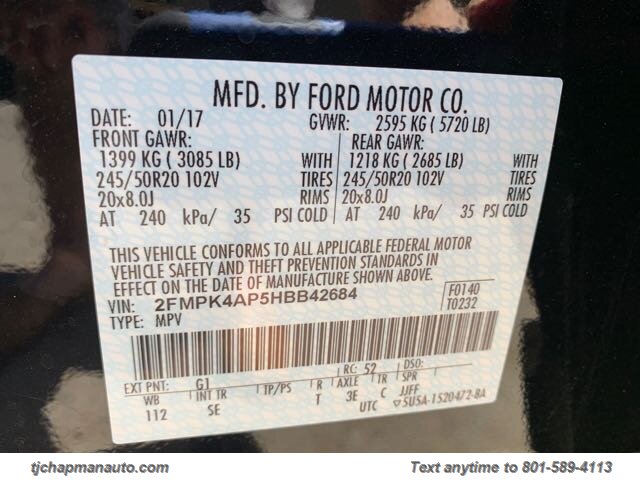 MFD. BY FORD MOTOR CO.
DATE: 01/17 GVWR: 2595 KG ( 5720 LB)
FRONT GAWR: REAR GAWR:
1399 KG ( 3085 LB) WITH 1218 KG ( 2685 LB) WITH
245/50R20 102V TIRES 245/50R20 102V TIRES
20x8.0J RIMS 20x8.0J RIMS
AT 240 kPa/ 35 PSI COLD AT 240 kPa/ 35 PSI COLD
THIS VEHICLE CONFORMS TO ALL APPLICABLE FEDERAL MOTOR
VEHICLE SAFETY AND THEFT PREVENTION STANDARDS IN
EFFECT ON THE DATE OF MANUFACTURE SHOWN ABOVE.
VIN: 2FMPK4AP5HBB42684 F0140
TYPE: MPV T0232
EXT PNT: G1 RC: 52 DSO:
WB INT TR TP/PS R AXLE TR SPR
112 SE T 3E C JJFF
UTC ▽5U5A-1520472-BA
tjchapmanauto.com Text anytime to 801-589-4113